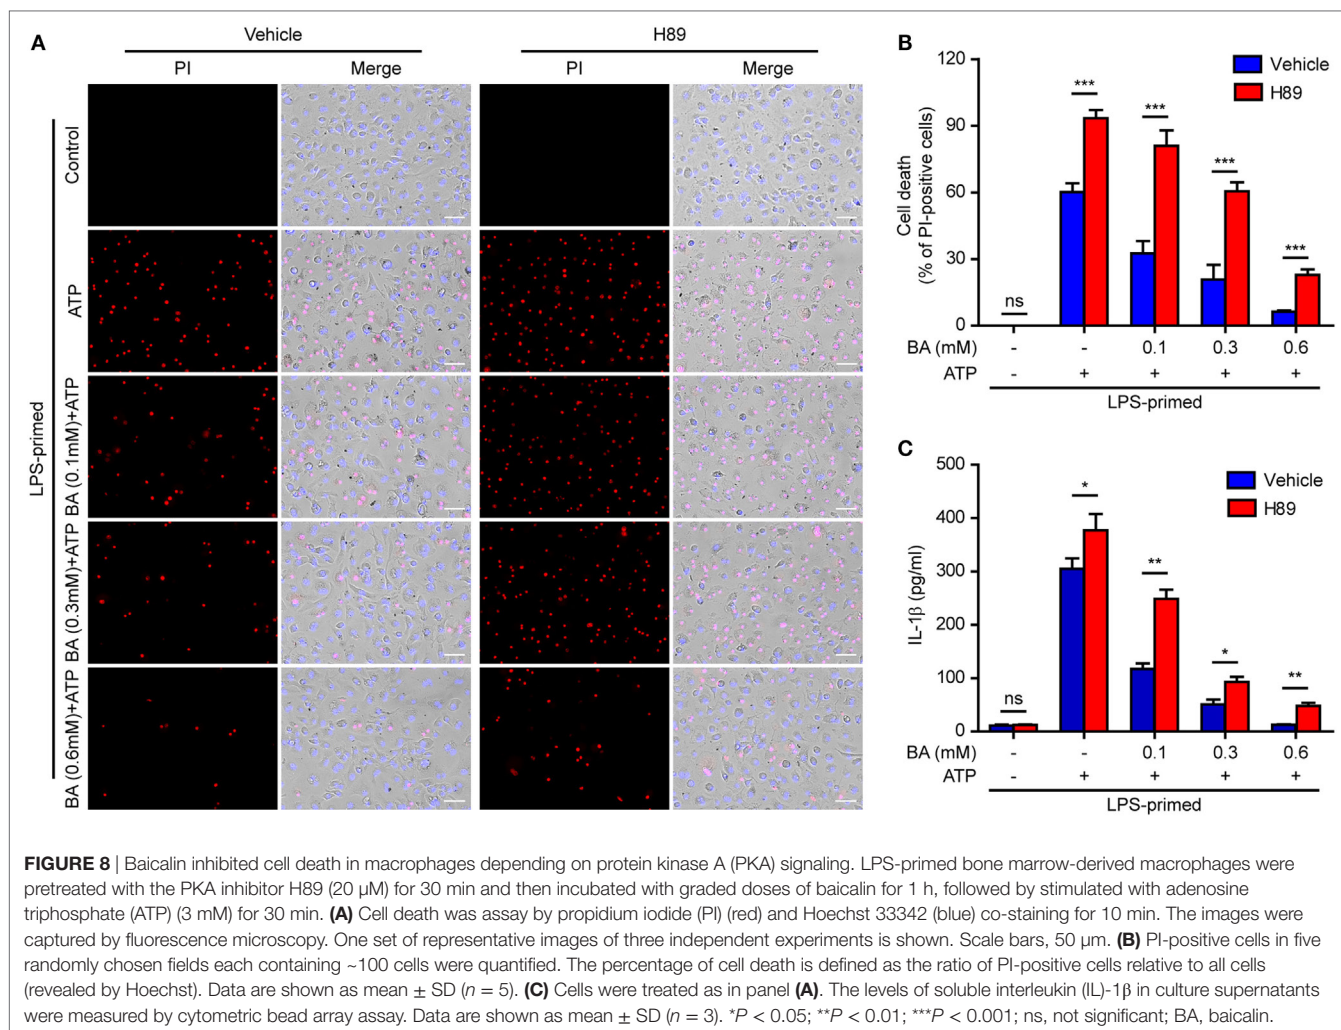 A
Vehicle
H89
PI
Merge
PI
Merge
LPS-primed
Control
ATP
BA (0.1mM)+ATP
BA (0.3mM)+ATP
BA (0.6mM)+ATP
B
Vehicle
H89
Cell death
(% of PI-positive cells)
120
90
60
30
0
ns
***
***
***
***
BA (mM) - - 0.1 0.3 0.6
ATP - + + + +
LPS-primed
C
Vehicle
H89
IL-1β (pg/ml)
500
400
300
200
100
0
ns
*
**
*
**
BA (mM) - - 0.1 0.3 0.6
ATP - + + + +
LPS-primed
FIGURE 8 | Baicalin inhibited cell death in macrophages depending on protein kinase A (PKA) signaling. LPS-primed bone marrow-derived macrophages were
pretreated with the PKA inhibitor H89 (20 µM) for 30 min and then incubated with graded doses of baicalin for 1 h, followed by stimulated with adenosine
triphosphate (ATP) (3 mM) for 30 min. (A) Cell death was assay by propidium iodide (PI) (red) and Hoechst 33342 (blue) co-staining for 10 min. The images were
captured by fluorescence microscopy. One set of representative images of three independent experiments is shown. Scale bars, 50 µm. (B) PI-positive cells in five
randomly chosen fields each containing ~100 cells were quantified. The percentage of cell death is defined as the ratio of PI-positive cells relative to all cells
(revealed by Hoechst). Data are shown as mean ± SD (n = 5). (C) Cells were treated as in panel (A). The levels of soluble interleukin (IL)-1β in culture supernatants
were measured by cytometric bead array assay. Data are shown as mean ± SD (n = 3). *P < 0.05; **P < 0.01; ***P < 0.001; ns, not significant; BA, baicalin.